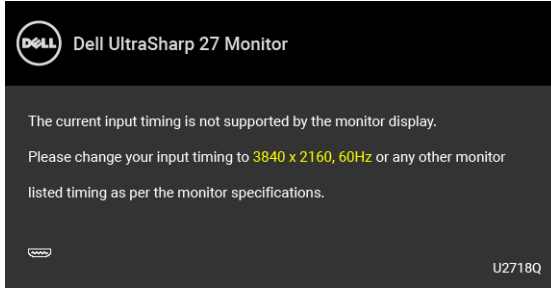 DELL
Dell UltraSharp 27 Monitor
The current input timing is not supported by the monitor display.
Please change your input timing to 3840 x 2160, 60Hz or any other monitor
listed timing as per the monitor specifications.
U2718Q